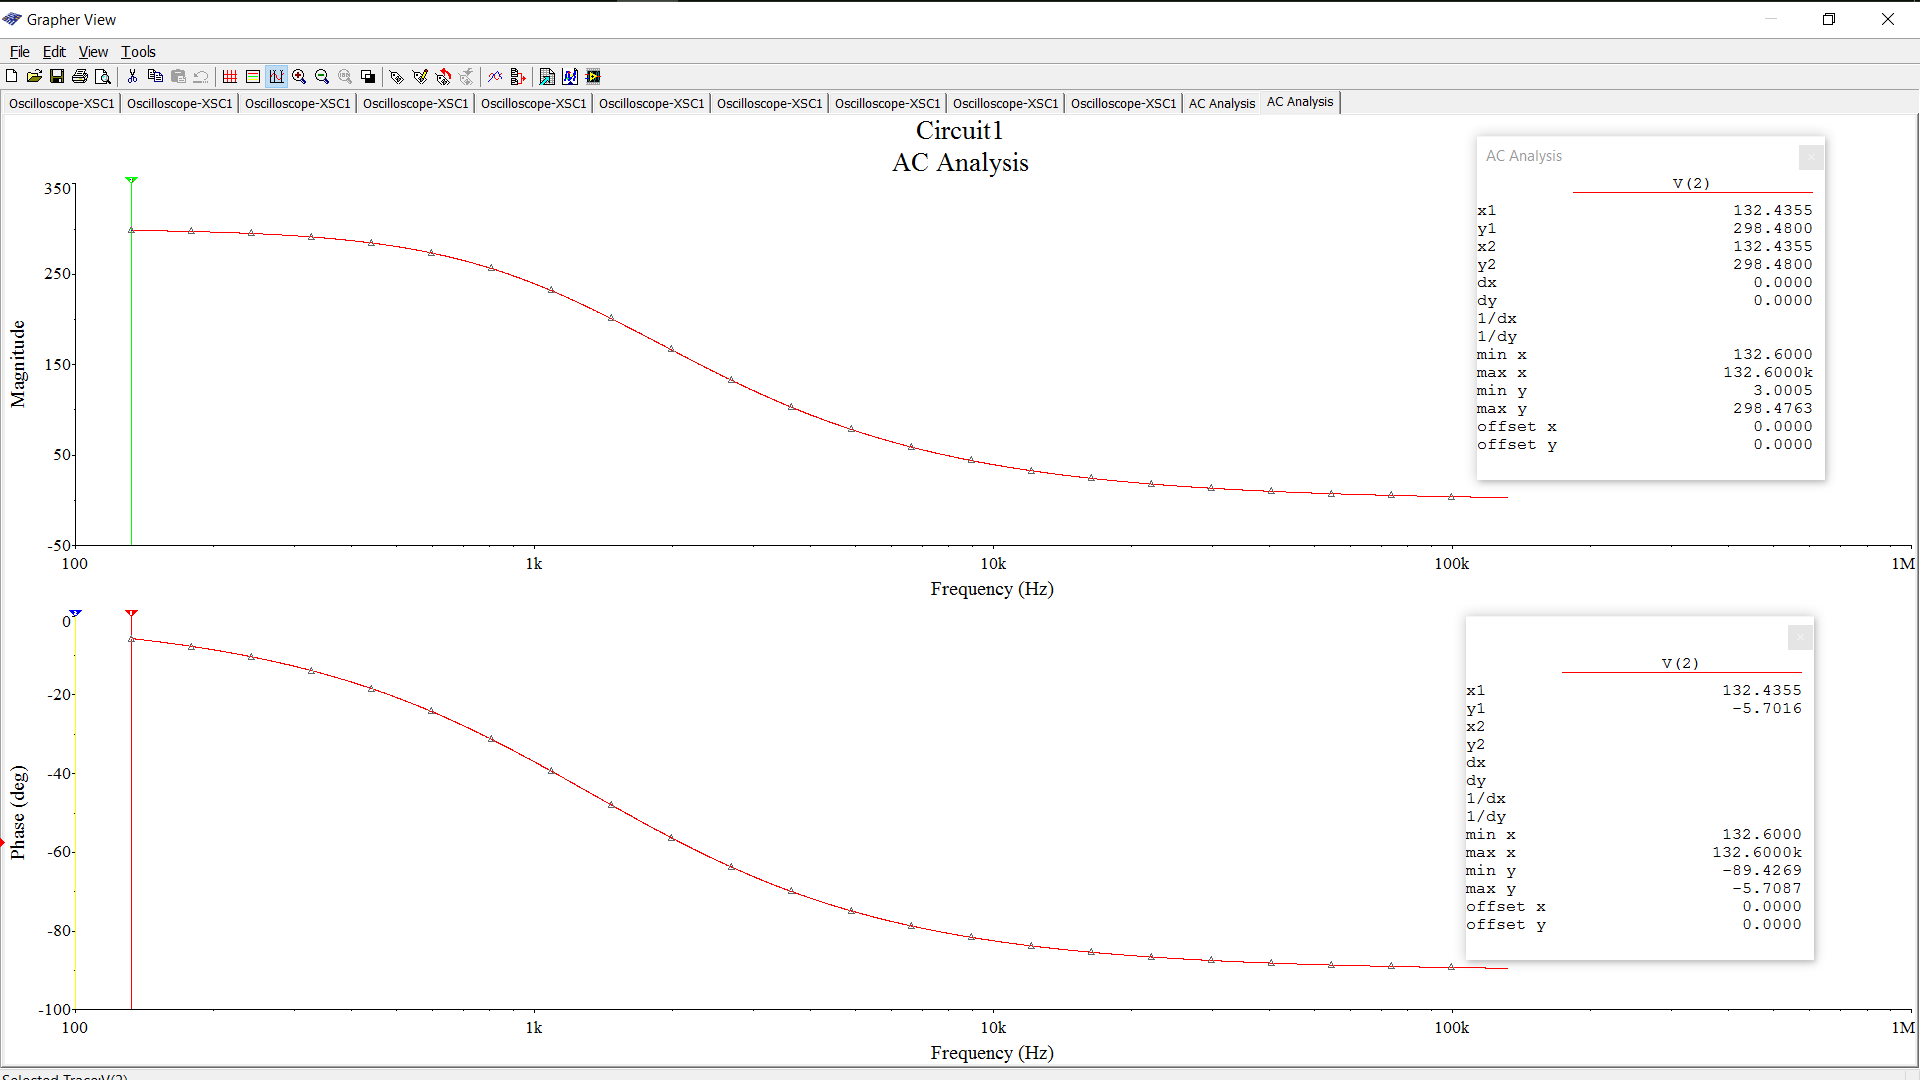 Grapher View
File Edit View Tools
Oscilloscope-XSC1 Oscilloscope-XSC1 Oscilloscope-XSC1 Oscilloscope-XSC1 Oscilloscope-XSC1 Oscilloscope-XSC1 Oscilloscope-XSC1 Oscilloscope-XSC1 Oscilloscope-XSC1 Oscilloscope-XSC1 AC Analysis AC Analysis
Circuit1
AC Analysis
350
250
150
50
-50
Magnitude
100 1k 10k 100k 1M
Frequency (Hz)
AC Analysis
V(2)
x1 132.4355
y1 298.4800
x2 132.4355
y2 298.4800
dx 0.0000
dy 0.0000
1/dx
1/dy
min x 132.6000
max x 132.6000k
min y 3.0005
max y 298.4763
offset x 0.0000
offset y 0.0000
0
-20
-40
-60
-80
-100
Phase (deg)
100 1k 10k 100k 1M
Frequency (Hz)
V(2)
x1 132.4355
y1 -5.7016
x2
y2
dx
dy
1/dx
1/dy
min x 132.6000
max x 132.6000k
min y -89.4269
max y -5.7087
offset x 0.0000
offset y 0.0000
Selected Trace:V(2)